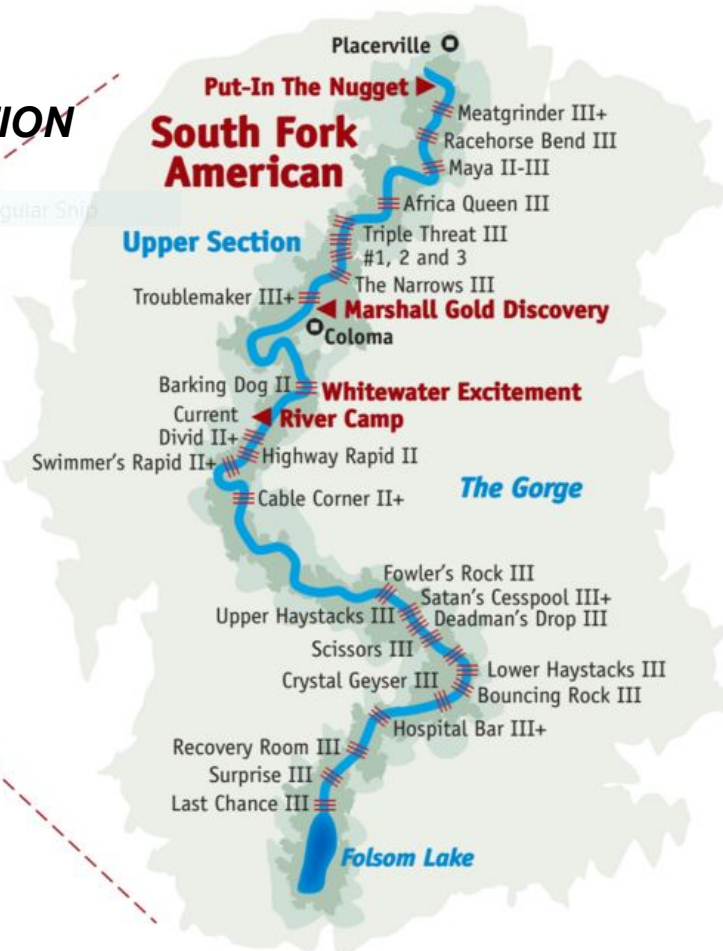 Placerville
Put-In The Nugget
ION
South Fork
American
Meatgrinder III+
Racehorse Bend III
Maya II-III
Africa Queen III
Upper Section
Triple Threat III
#1, 2 and 3
The Narrows III
Troublemaker III+
Marshall Gold Discovery
Coloma
Barking Dog II
Whitewater Excitement
Current
River Camp
Divid II+
Highway Rapid II
Swimmer's Rapid II+
Cable Corner II+
The Gorge
Fowler's Rock III
Satan's Cesspool III+
Upper Haystacks III
Deadman's Drop III
Scissors III
Lower Haystacks III
Crystal Geyser III
Bouncing Rock III
Hospital Bar III+
Recovery Room III
Surprise III
Last Chance III
Folsom Lake